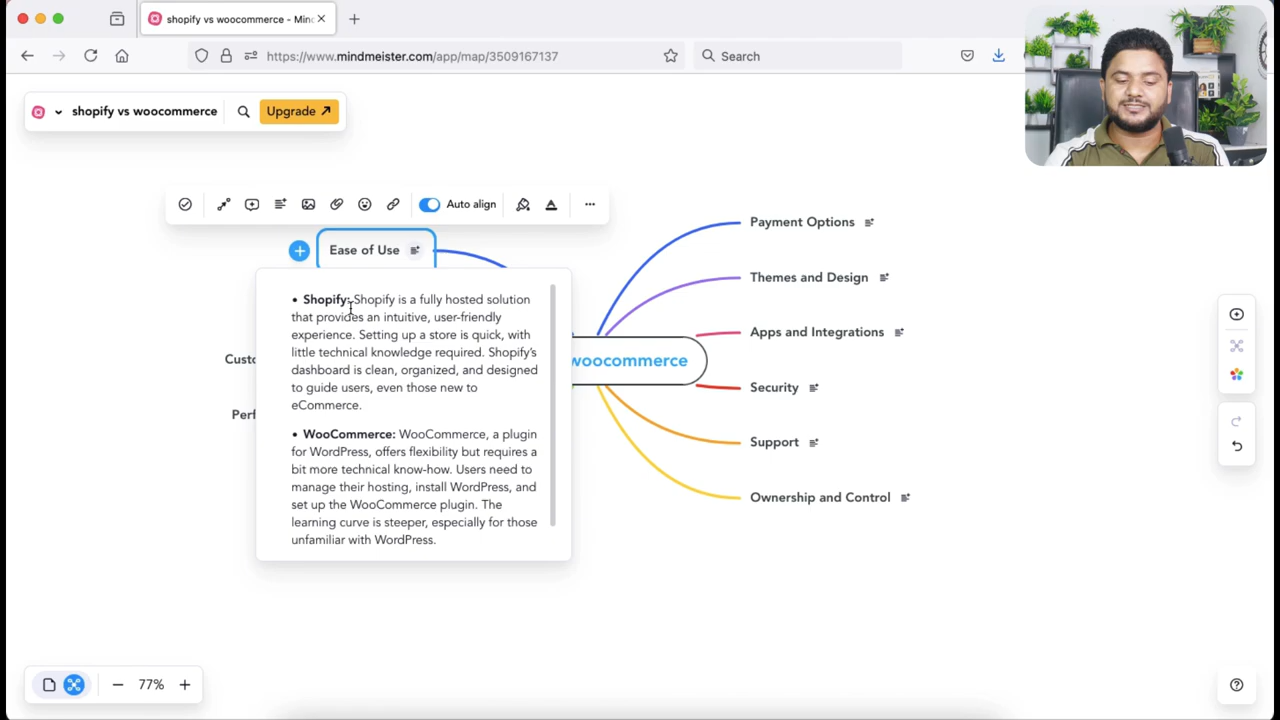 shopify vs woocommerce - Minc
https://www.mindmeister.com/app/map/3509167137
Search
shopify vs woocommerce
Upgrade
Auto align
Ease of Use
• Shopify: Shopify is a fully hosted solution
that provides an intuitive, user-friendly
experience. Setting up a store is quick, with
little technical knowledge required. Shopify's
dashboard is clean, organized, and designed
to guide users, even those new to
eCommerce.
• WooCommerce: WooCommerce, a plugin
for WordPress, offers flexibility but requires a
bit more technical know-how. Users need to
manage their hosting, install WordPress, and
set up the WooCommerce plugin. The
learning curve is steeper, especially for those
unfamiliar with WordPress.
Custo
Perf
woocommerce
Payment Options
Themes and Design
Apps and Integrations
Security
Support
Ownership and Control
77%